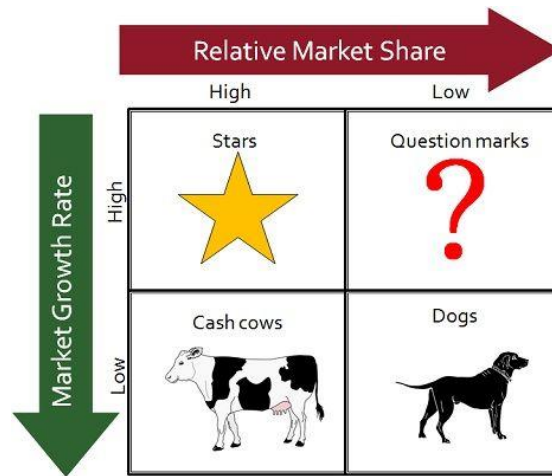 Relative Market Share
High Low
Market Growth Rate
High
Stars Question marks
?
Low
Cash cows Dogs